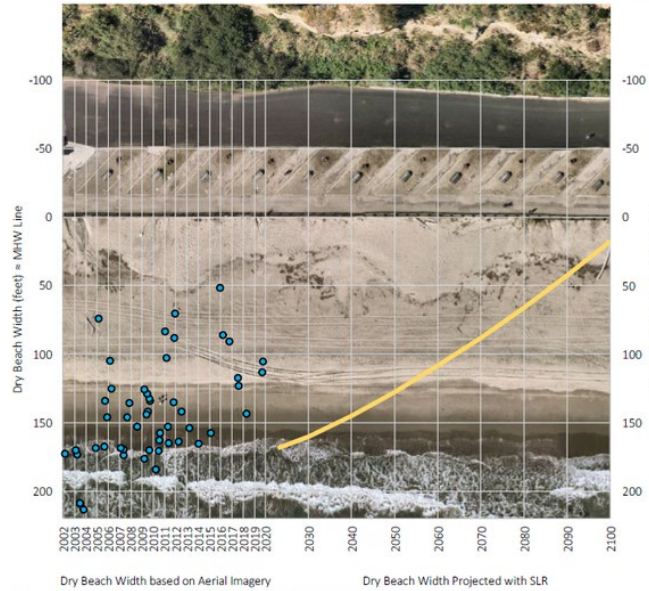 -100 -100
-50 -50
0 0
50 50
100 100
150 150
200 200
Dry Beach Width (feet) ≈ MHW Line
2002 2003 2004 2005 2006 2007 2008 2009 2010 2011 2012 2013 2014 2015 2016 2017 2018 2019 2020 2030 2040 2050 2060 2070 2080 2090 2100
Dry Beach Width based on Aerial Imagery Dry Beach Width Projected with SLR